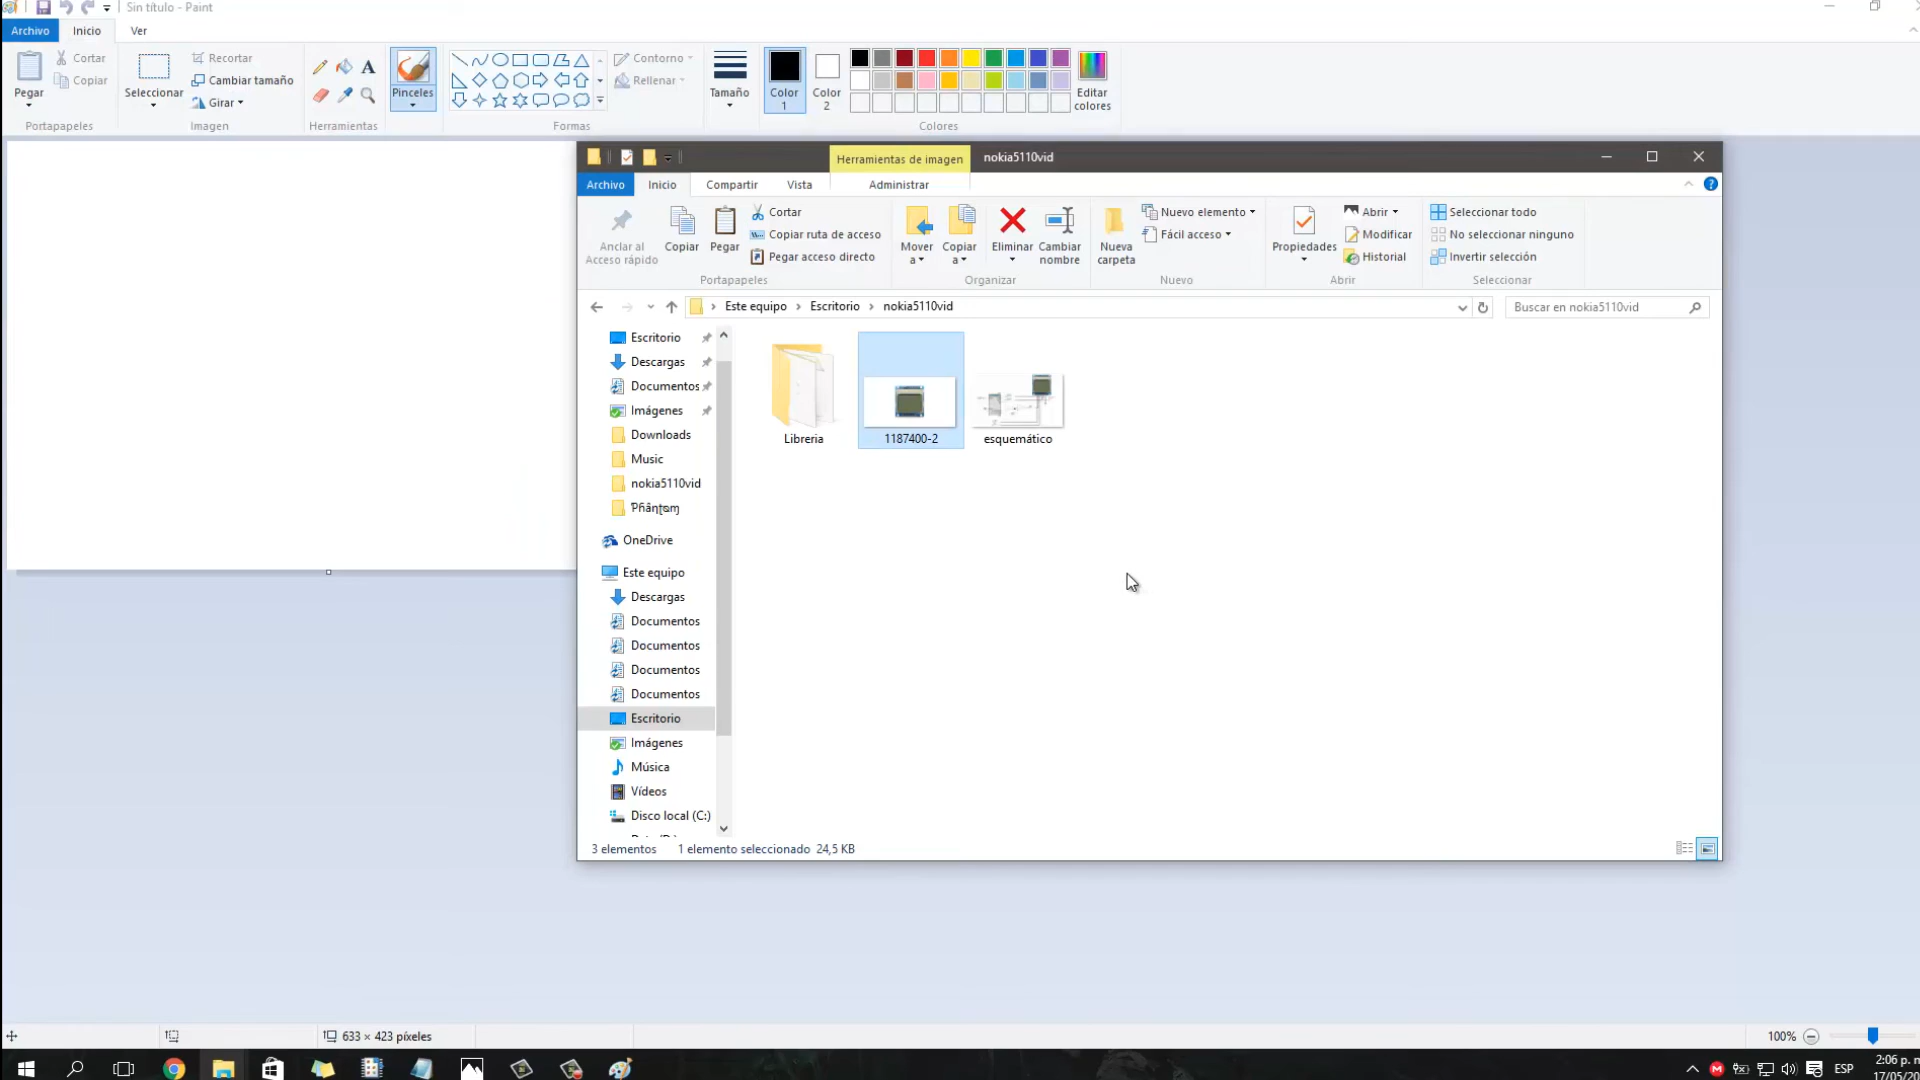 Sin título - Paint
Archivo Inicio Ver
Pegar
Cortar
Copiar
Portapapeles
Seleccionar
Recortar
Cambiar tamaño
Girar
Imagen
A
Herramientas
Pinceles
Contorno
Rellenar
Formas
Tamaño
Color 1
Color 2
Editar colores
Colores
Herramientas de imagen
nokia5110vid
Archivo Inicio Compartir Vista Administrar
Anclar al Acceso rápido
Copiar
Pegar
Cortar
Copiar ruta de acceso
Pegar acceso directo
Portapapeles
Mover a
Copiar a
Eliminar
Cambiar nombre
Organizar
Nueva carpeta
Nuevo elemento
Fácil acceso
Nuevo
Propiedades
Abrir
Modificar
Historial
Abrir
Seleccionar todo
No seleccionar ninguno
Invertir selección
Seleccionar
Este equipo > Escritorio > nokia5110vid
Buscar en nokia5110vid
Escritorio
Descargas
Documentos
Imágenes
Downloads
Music
nokia5110vid
OneDrive
Este equipo
Descargas
Documentos
Documentos
Documentos
Documentos
Escritorio
Imágenes
Música
Vídeos
Disco local (C:)
Libreria
1187400-2
esquemático
3 elementos 1 elemento seleccionado 24,5 KB
633 × 423 píxeles
100%
ESP
2:06 p.
17/05/20